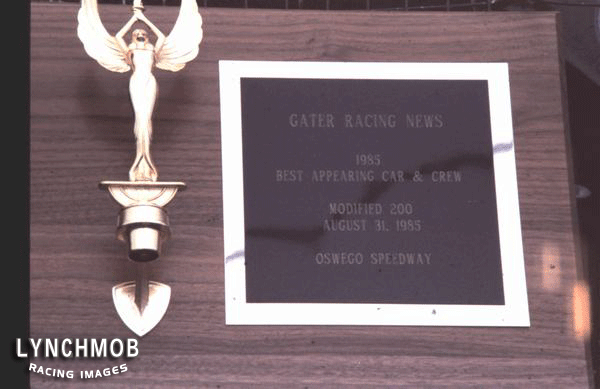 GATER RACING NEWS
1985
BEST APPEARING CAR & CREW
MODIFIED 200
AUGUST 31, 1985
OSWEGO SPEEDWAY
LYNCHMOB
RACING IMAGES